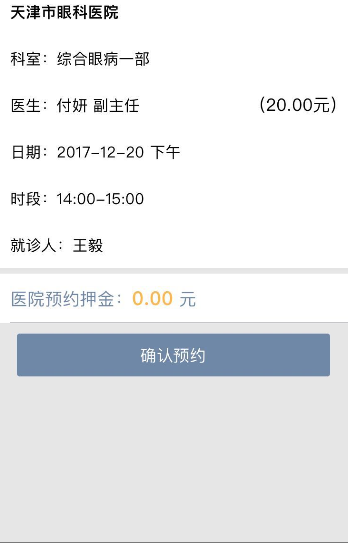 天津市眼科医院
科室：综合眼病一部
医生：付妍 副主任 （20.00元）
日期：2017-12-20 下午
时段：14:00-15:00
就诊人：王毅
医院预约押金：0.00 元
确认预约